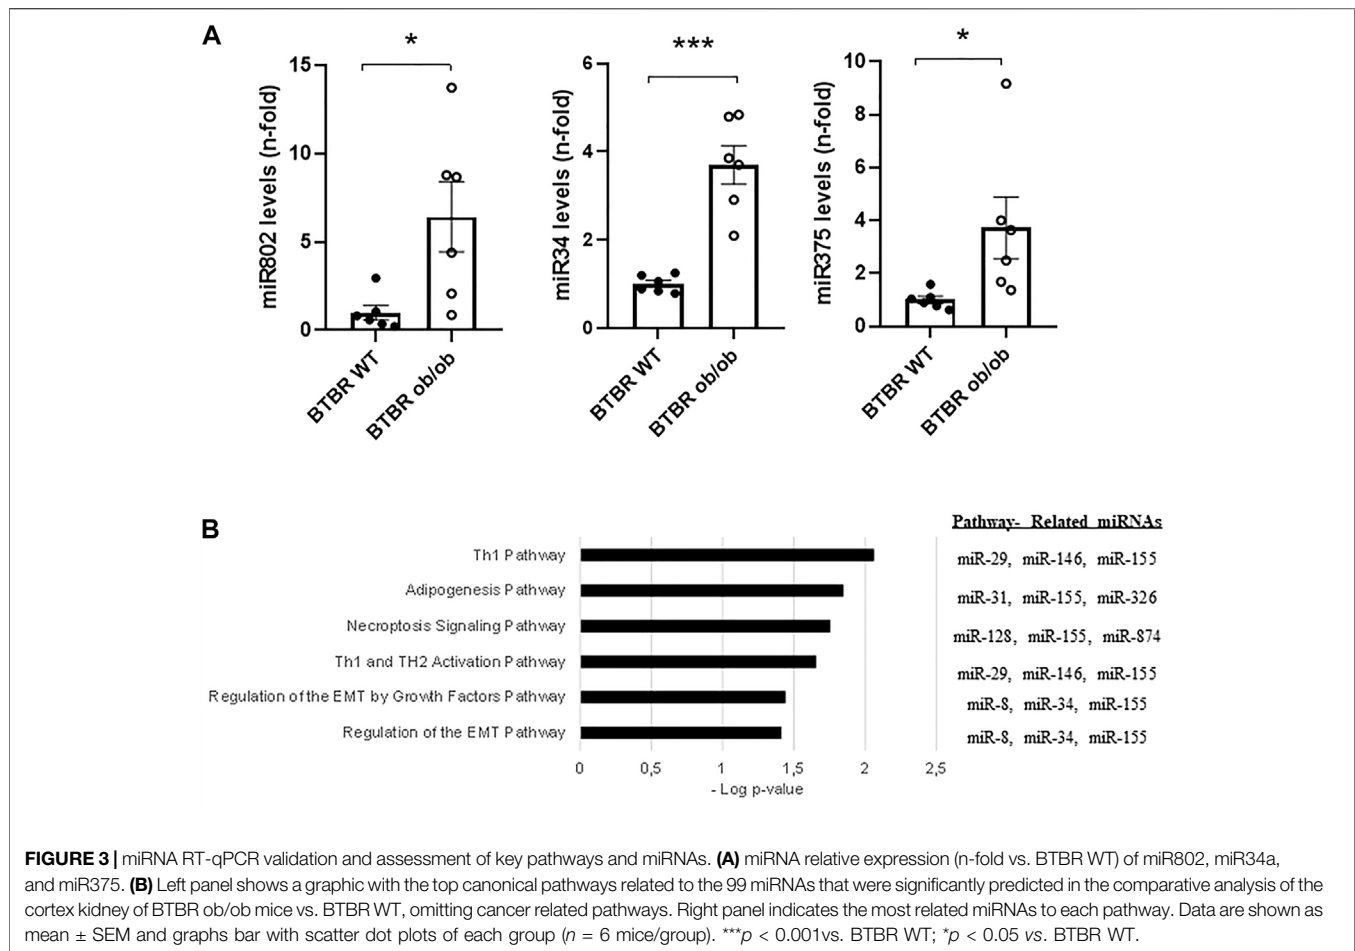 A
*
***
*
miR802 levels (n-fold)
15
10
5
0
BTBR WT
BTBR ob/ob
miR34 levels (n-fold)
6
4
2
0
BTBR WT
BTBR ob/ob
miR375 levels (n-fold)
10
8
6
4
2
0
BTBR WT
BTBR ob/ob
B
Pathway- Related miRNAs
Th1 Pathway
miR-29, miR-146, miR-155
Adipogenesis Pathway
miR-31, miR-155, miR-326
Necroptosis Signaling Pathway
miR-128, miR-155, miR-874
Th1 and TH2 Activation Pathway
miR-29, miR-146, miR-155
Regulation of the EMT by Growth Factors Pathway
miR-8, miR-34, miR-155
Regulation of the EMT Pathway
miR-8, miR-34, miR-155
0 0,5 1 1,5 2 2,5
- Log p-value
FIGURE 3 | miRNA RT-qPCR validation and assessment of key pathways and miRNAs. (A) miRNA relative expression (n-fold vs. BTBR WT) of miR802, miR34a,
and miR375. (B) Left panel shows a graphic with the top canonical pathways related to the 99 miRNAs that were significantly predicted in the comparative analysis of the
cortex kidney of BTBR ob/ob mice vs. BTBR WT, omitting cancer related pathways. Right panel indicates the most related miRNAs to each pathway. Data are shown as
mean ± SEM and graphs bar with scatter dot plots of each group (n = 6 mice/group). ***p < 0.001vs. BTBR WT; *p < 0.05 vs. BTBR WT.